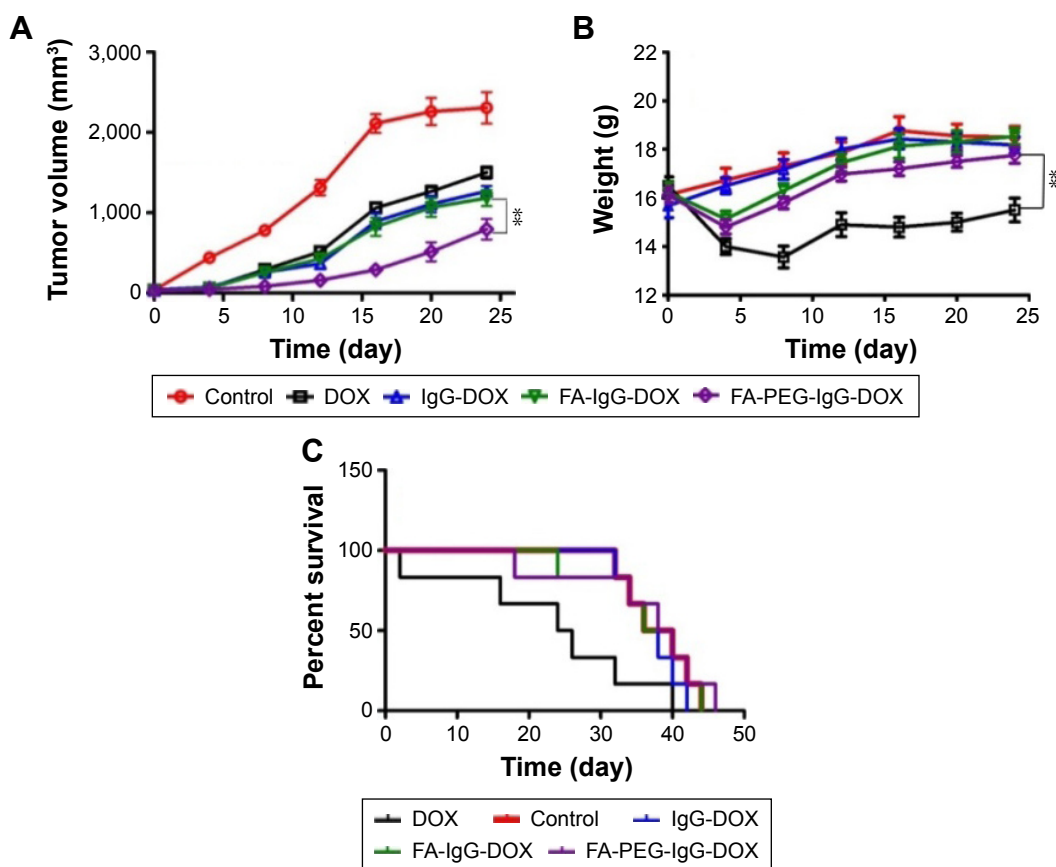 A
Tumor volume (mm³)
3,000
2,000
1,000
0
0 5 10 15 20 25
Time (day)
**
B
Weight (g)
22
20
18
16
14
12
0 5 10 15 20 25
Time (day)
**
Control DOX IgG-DOX FA-IgG-DOX FA-PEG-IgG-DOX
C
Percent survival
150
100
50
0
0 10 20 30 40 50
Time (day)
DOX Control IgG-DOX
FA-IgG-DOX FA-PEG-IgG-DOX